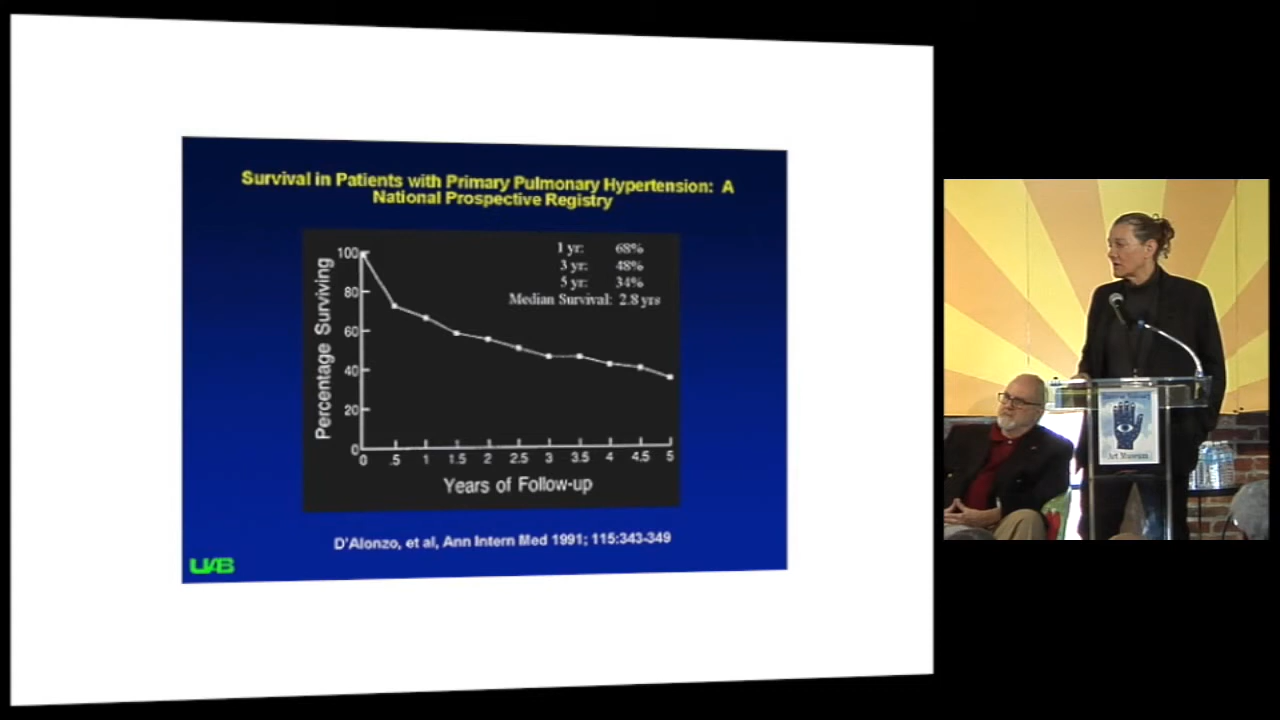 Survival in Patients with Primary Pulmonary Hypertension: A
National Prospective Registry
1 yr: 68%
3 yr: 48%
5 yr: 34%
Median Survival: 2.8 yrs
Percentage Surviving
100
80
60
40
20
0
0 .5 1 1.5 2 2.5 3 3.5 4 4.5 5
Years of Follow-up
D'Alonzo, et al, Ann Intern Med 1991; 115:343-349
UAB
Art Museum